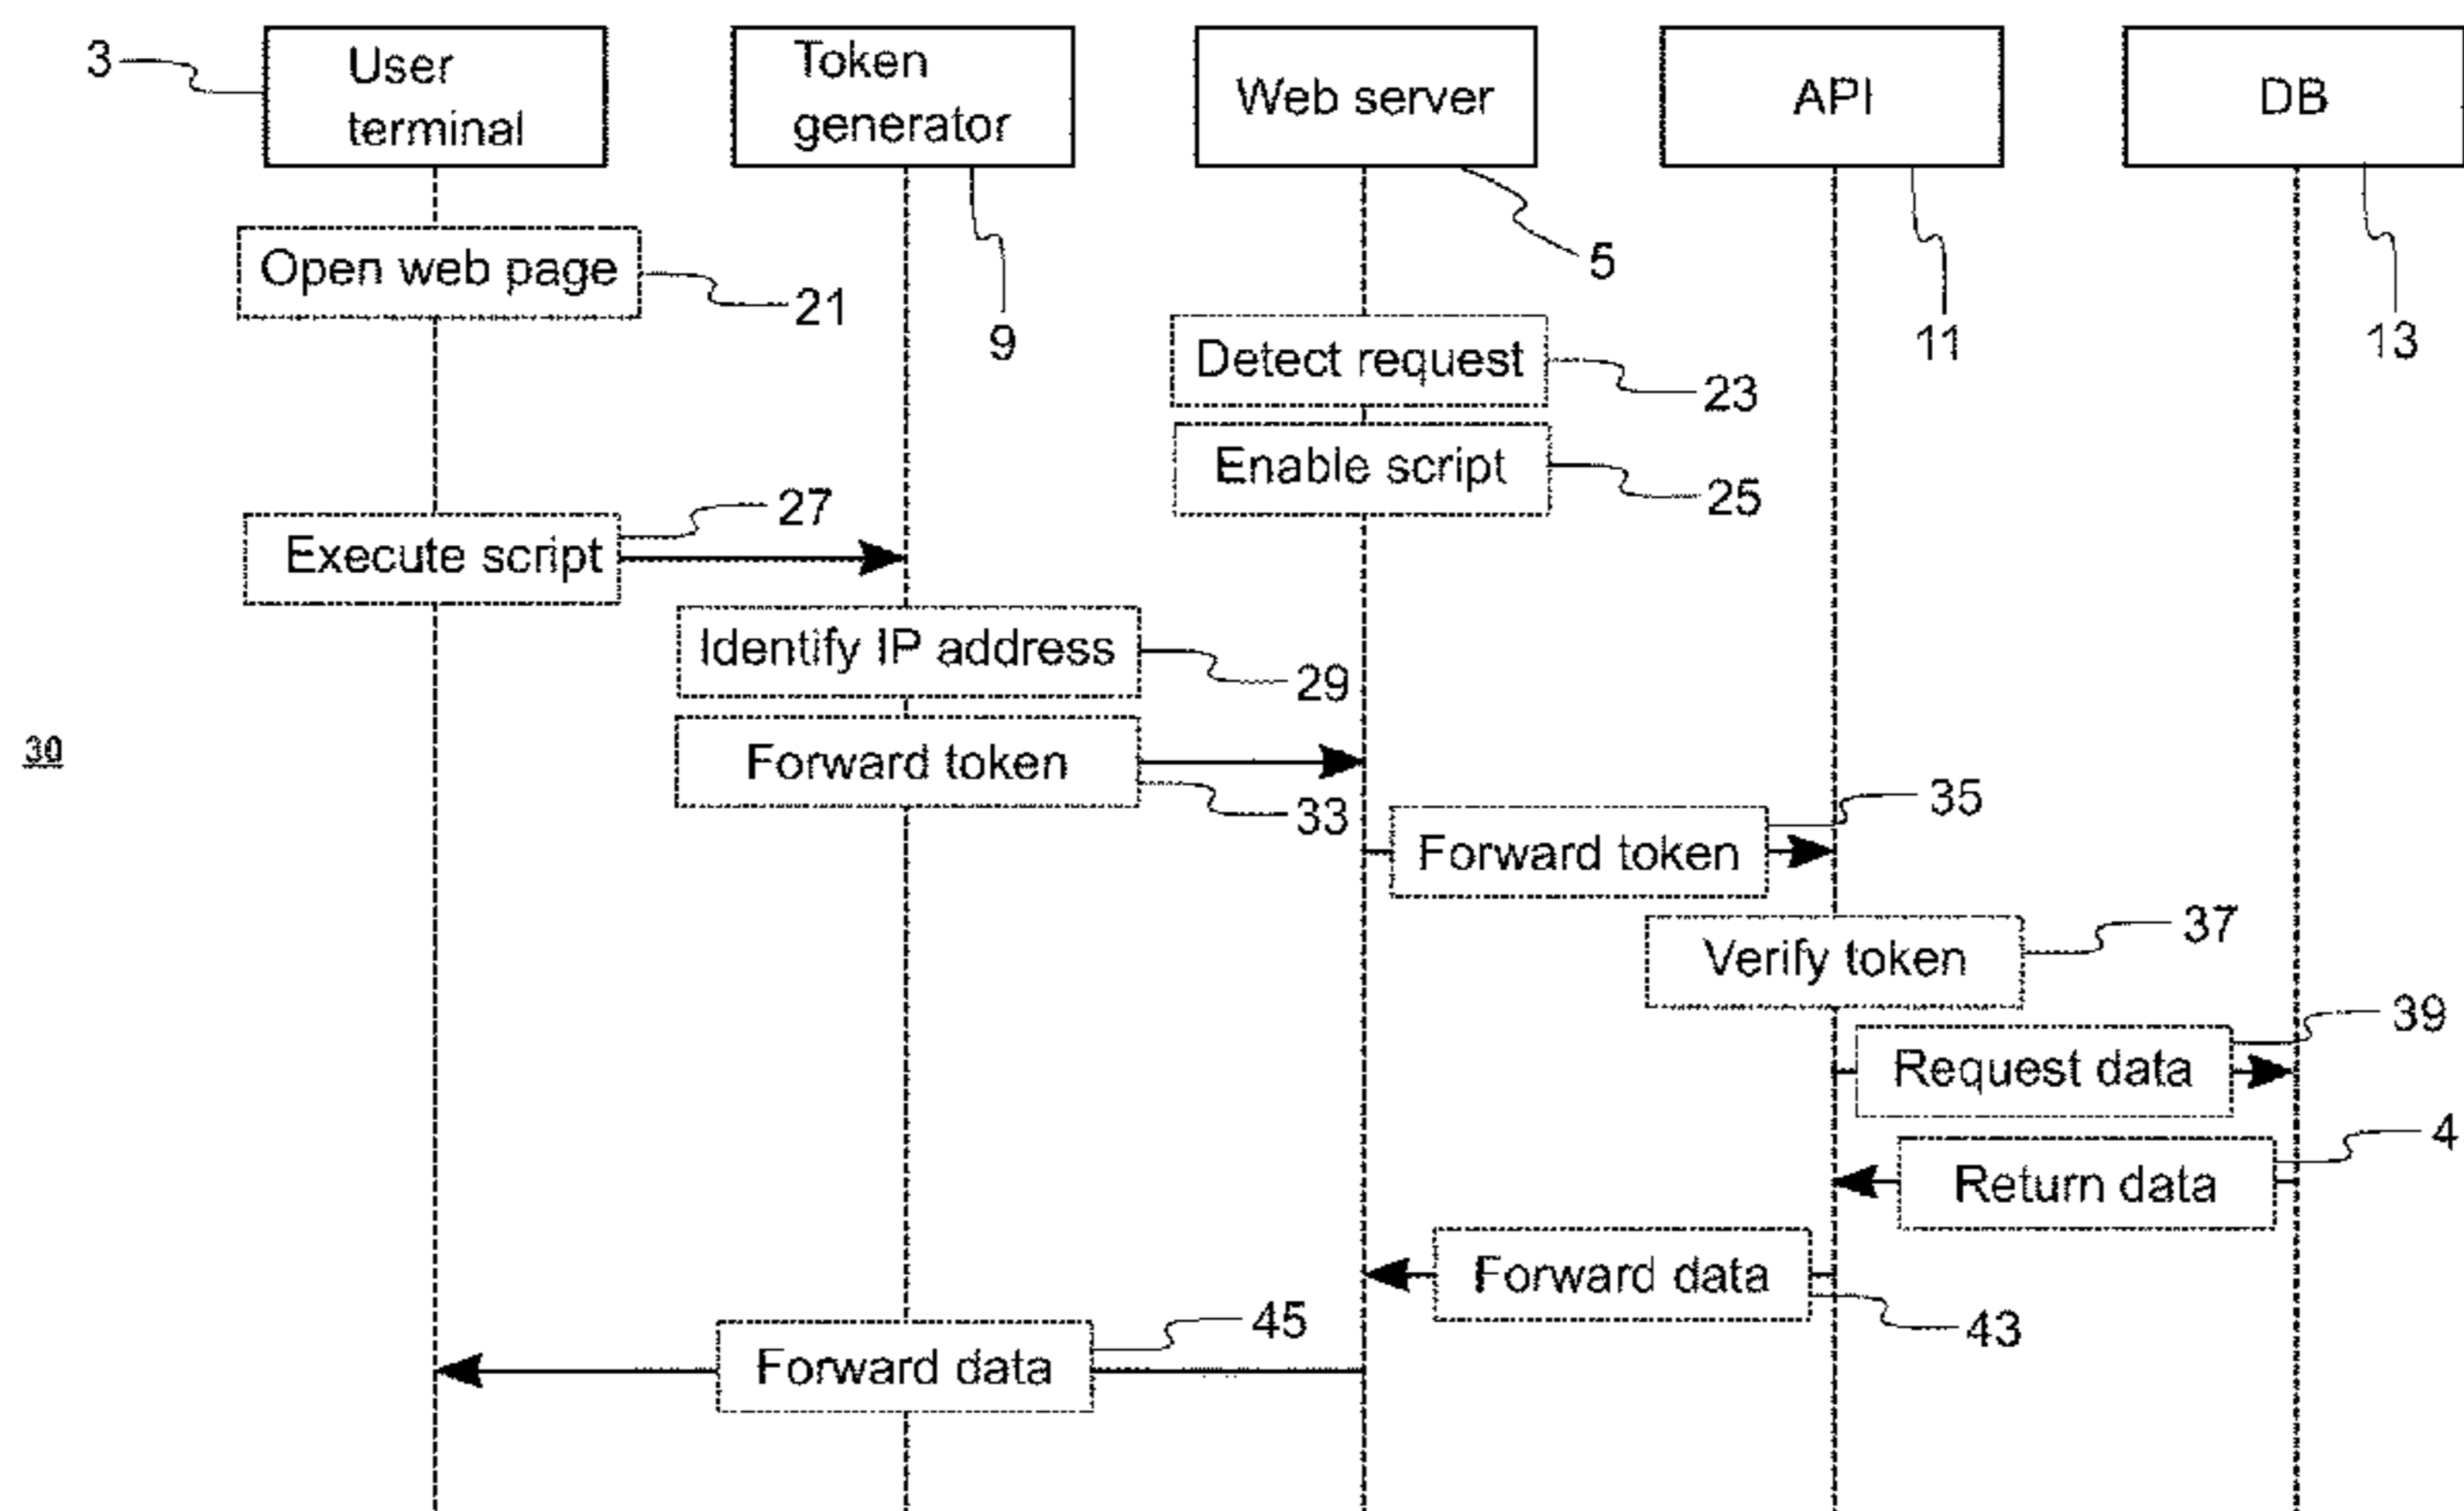 3
User
terminal
Token
generator
Web server
API
DB
Open web page
21
9
5
11
13
Detect request
23
Enable script
25
27
Execute script
Identify IP address
29
30
Forward token
33
35
Forward token
Verify token
37
39
Request data
4
Return data
Forward data
43
45
Forward data